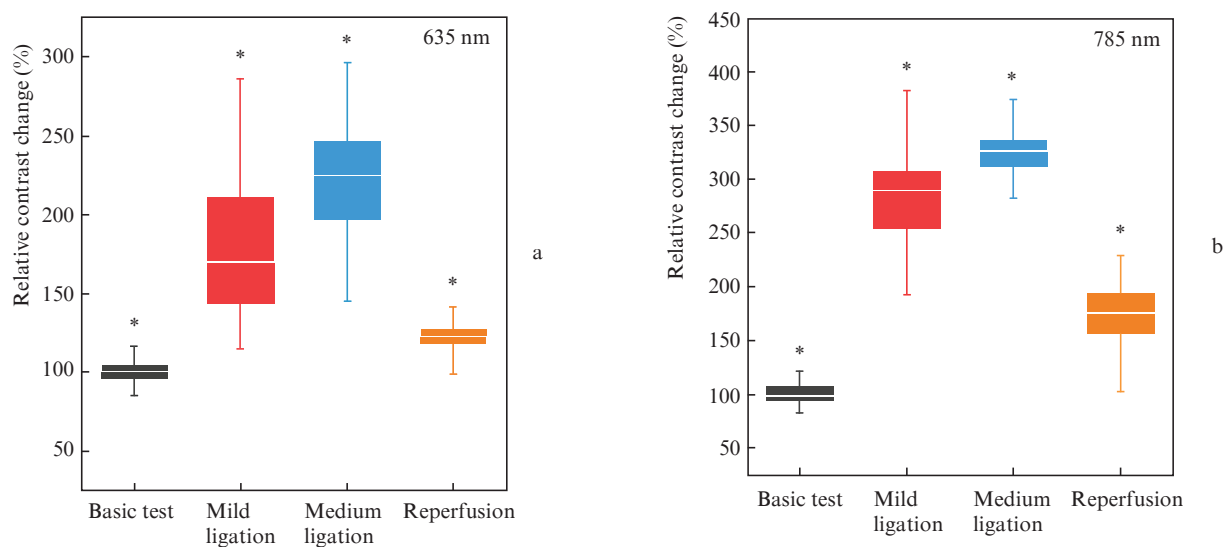 Relative contrast change (%)
300
250
200
150
100
50
635 nm
*
*
*
*
Basic test
Mild
ligation
Medium
ligation
Reperfusion
a
Relative contrast change (%)
450
400
350
300
250
200
150
100
50
785 nm
*
*
*
*
Basic test
Mild
ligation
Medium
ligation
Reperfusion
b